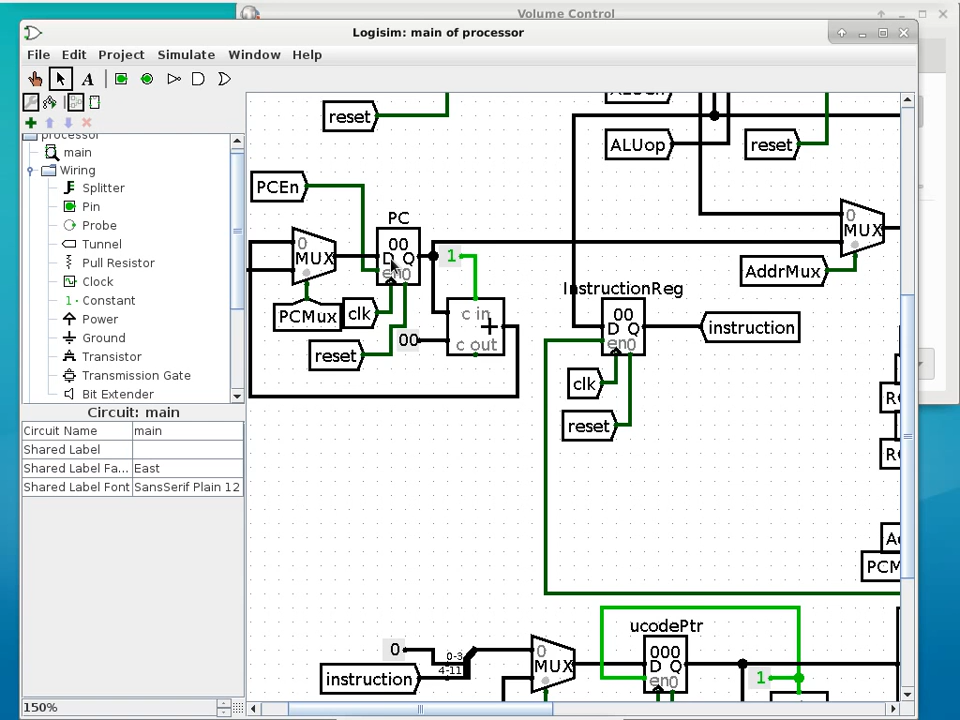 Volume Control
Logisim: main of processor
File Edit Project Simulate Window Help
A
processor
main
Wiring
Splitter
Pin
Probe
Tunnel
Pull Resistor
Clock
1 Constant
Power
Ground
Transistor
Transmission Gate
Bit Extender
Circuit: main
Circuit Name main
Shared Label
Shared Label Fa... East
Shared Label Font SansSerif Plain 12
150%
reset
ALUop
reset
PCEn
PC
0
MUX
00
D Q
en0
1
0
MUX
AddrMux
PCMux
clk
c in
+
c out
00
reset
InstructionReg
00
D Q
en0
instruction
clk
reset
PCM
ucodePtr
0
0-3
4-11
instruction
0
MUX
000
D Q
en0
1